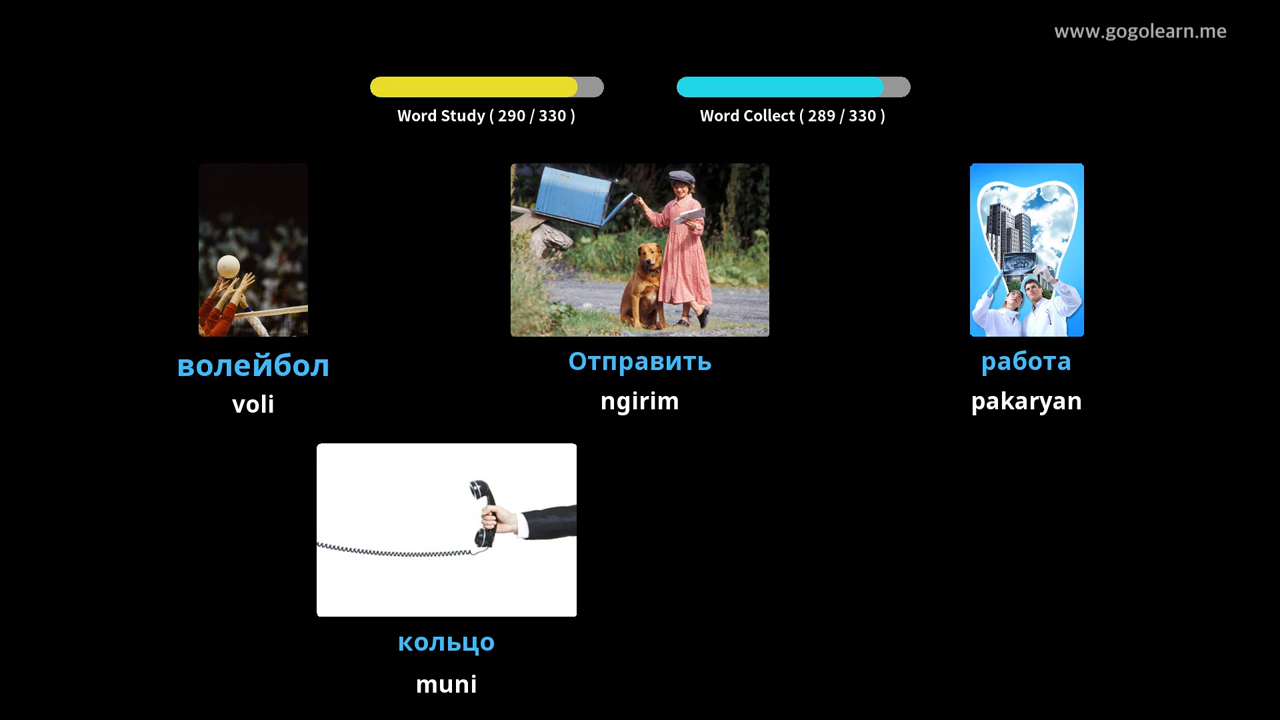 www.gogolearn.me
Word Study ( 290 / 330 )
Word Collect ( 289 / 330 )
волейбол
voli
Отправить
ngirim
работа
pakaryan
кольцо
muni